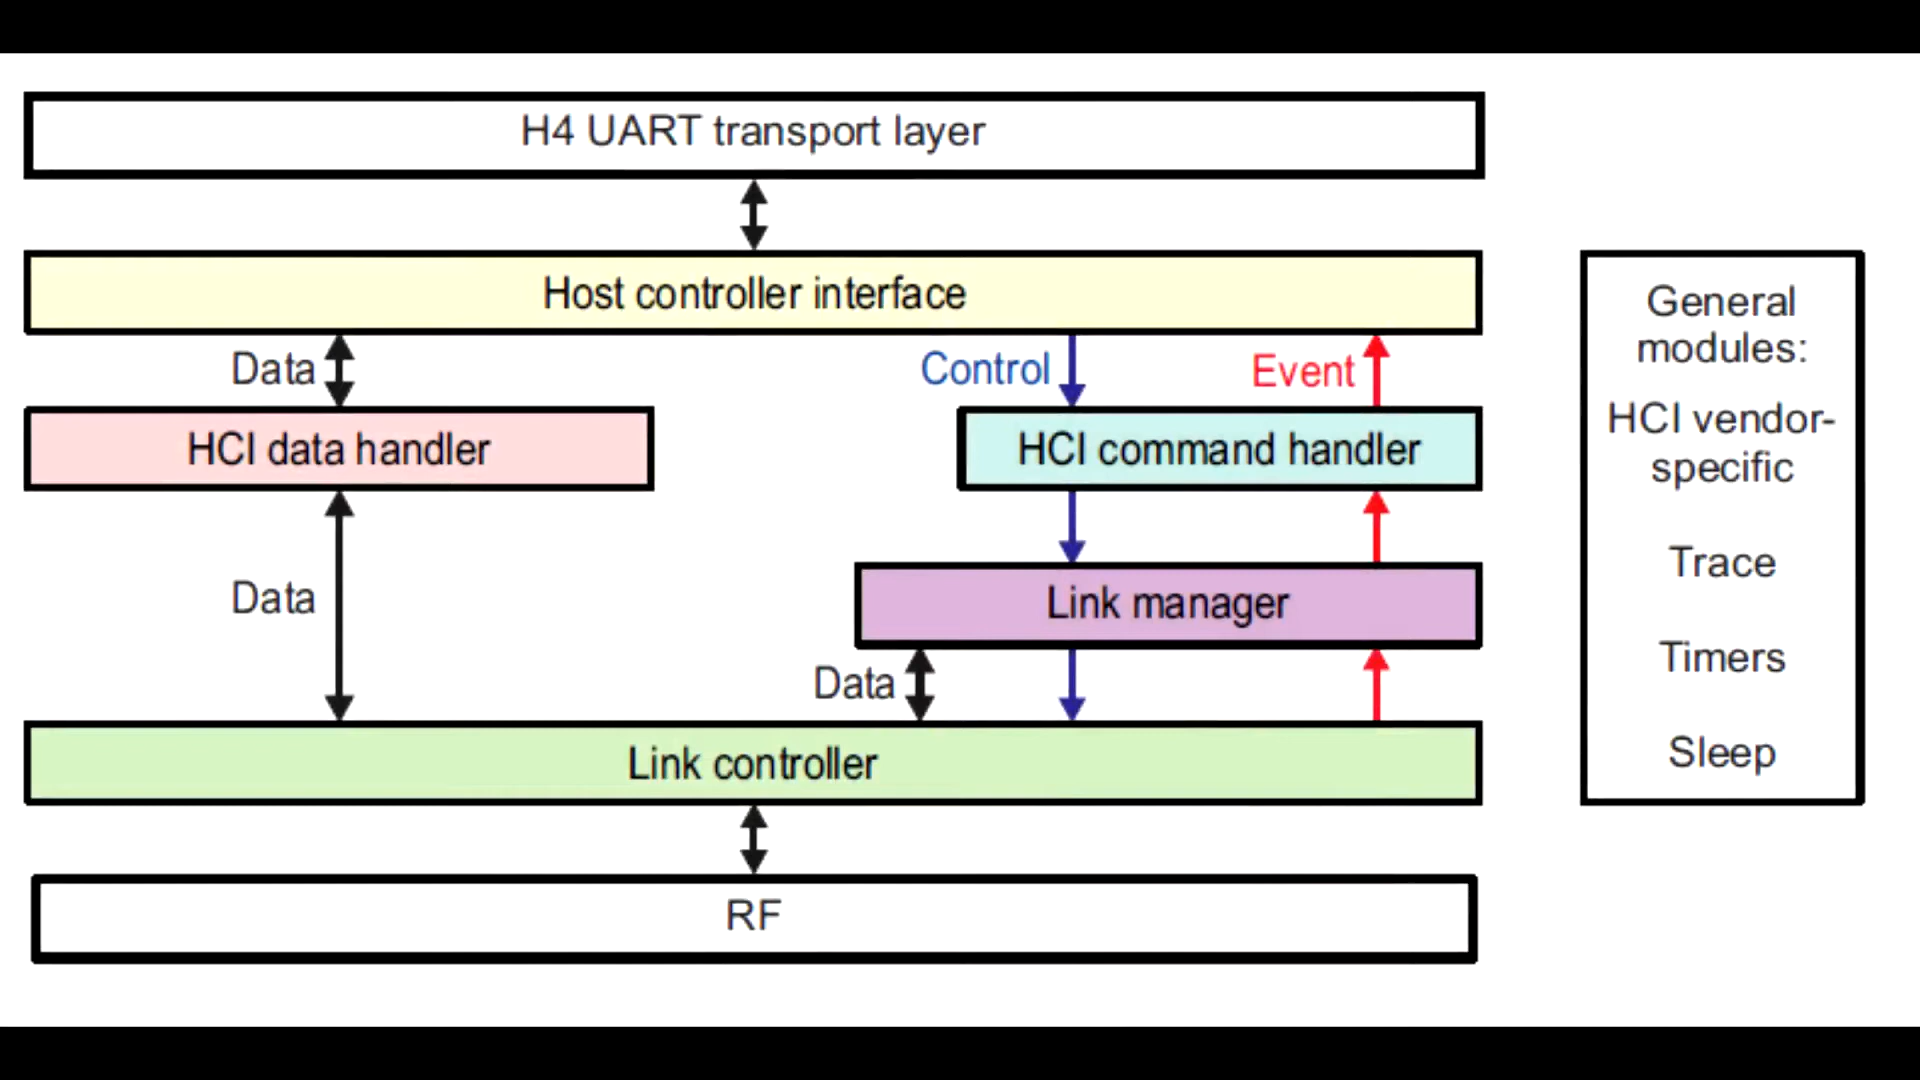 H4 UART transport layer
Host controller interface
Data
Control
Event
HCI data handler
HCI command handler
Data
Link manager
Data
Link controller
RF
General
modules:
HCI vendor-
specific
Trace
Timers
Sleep